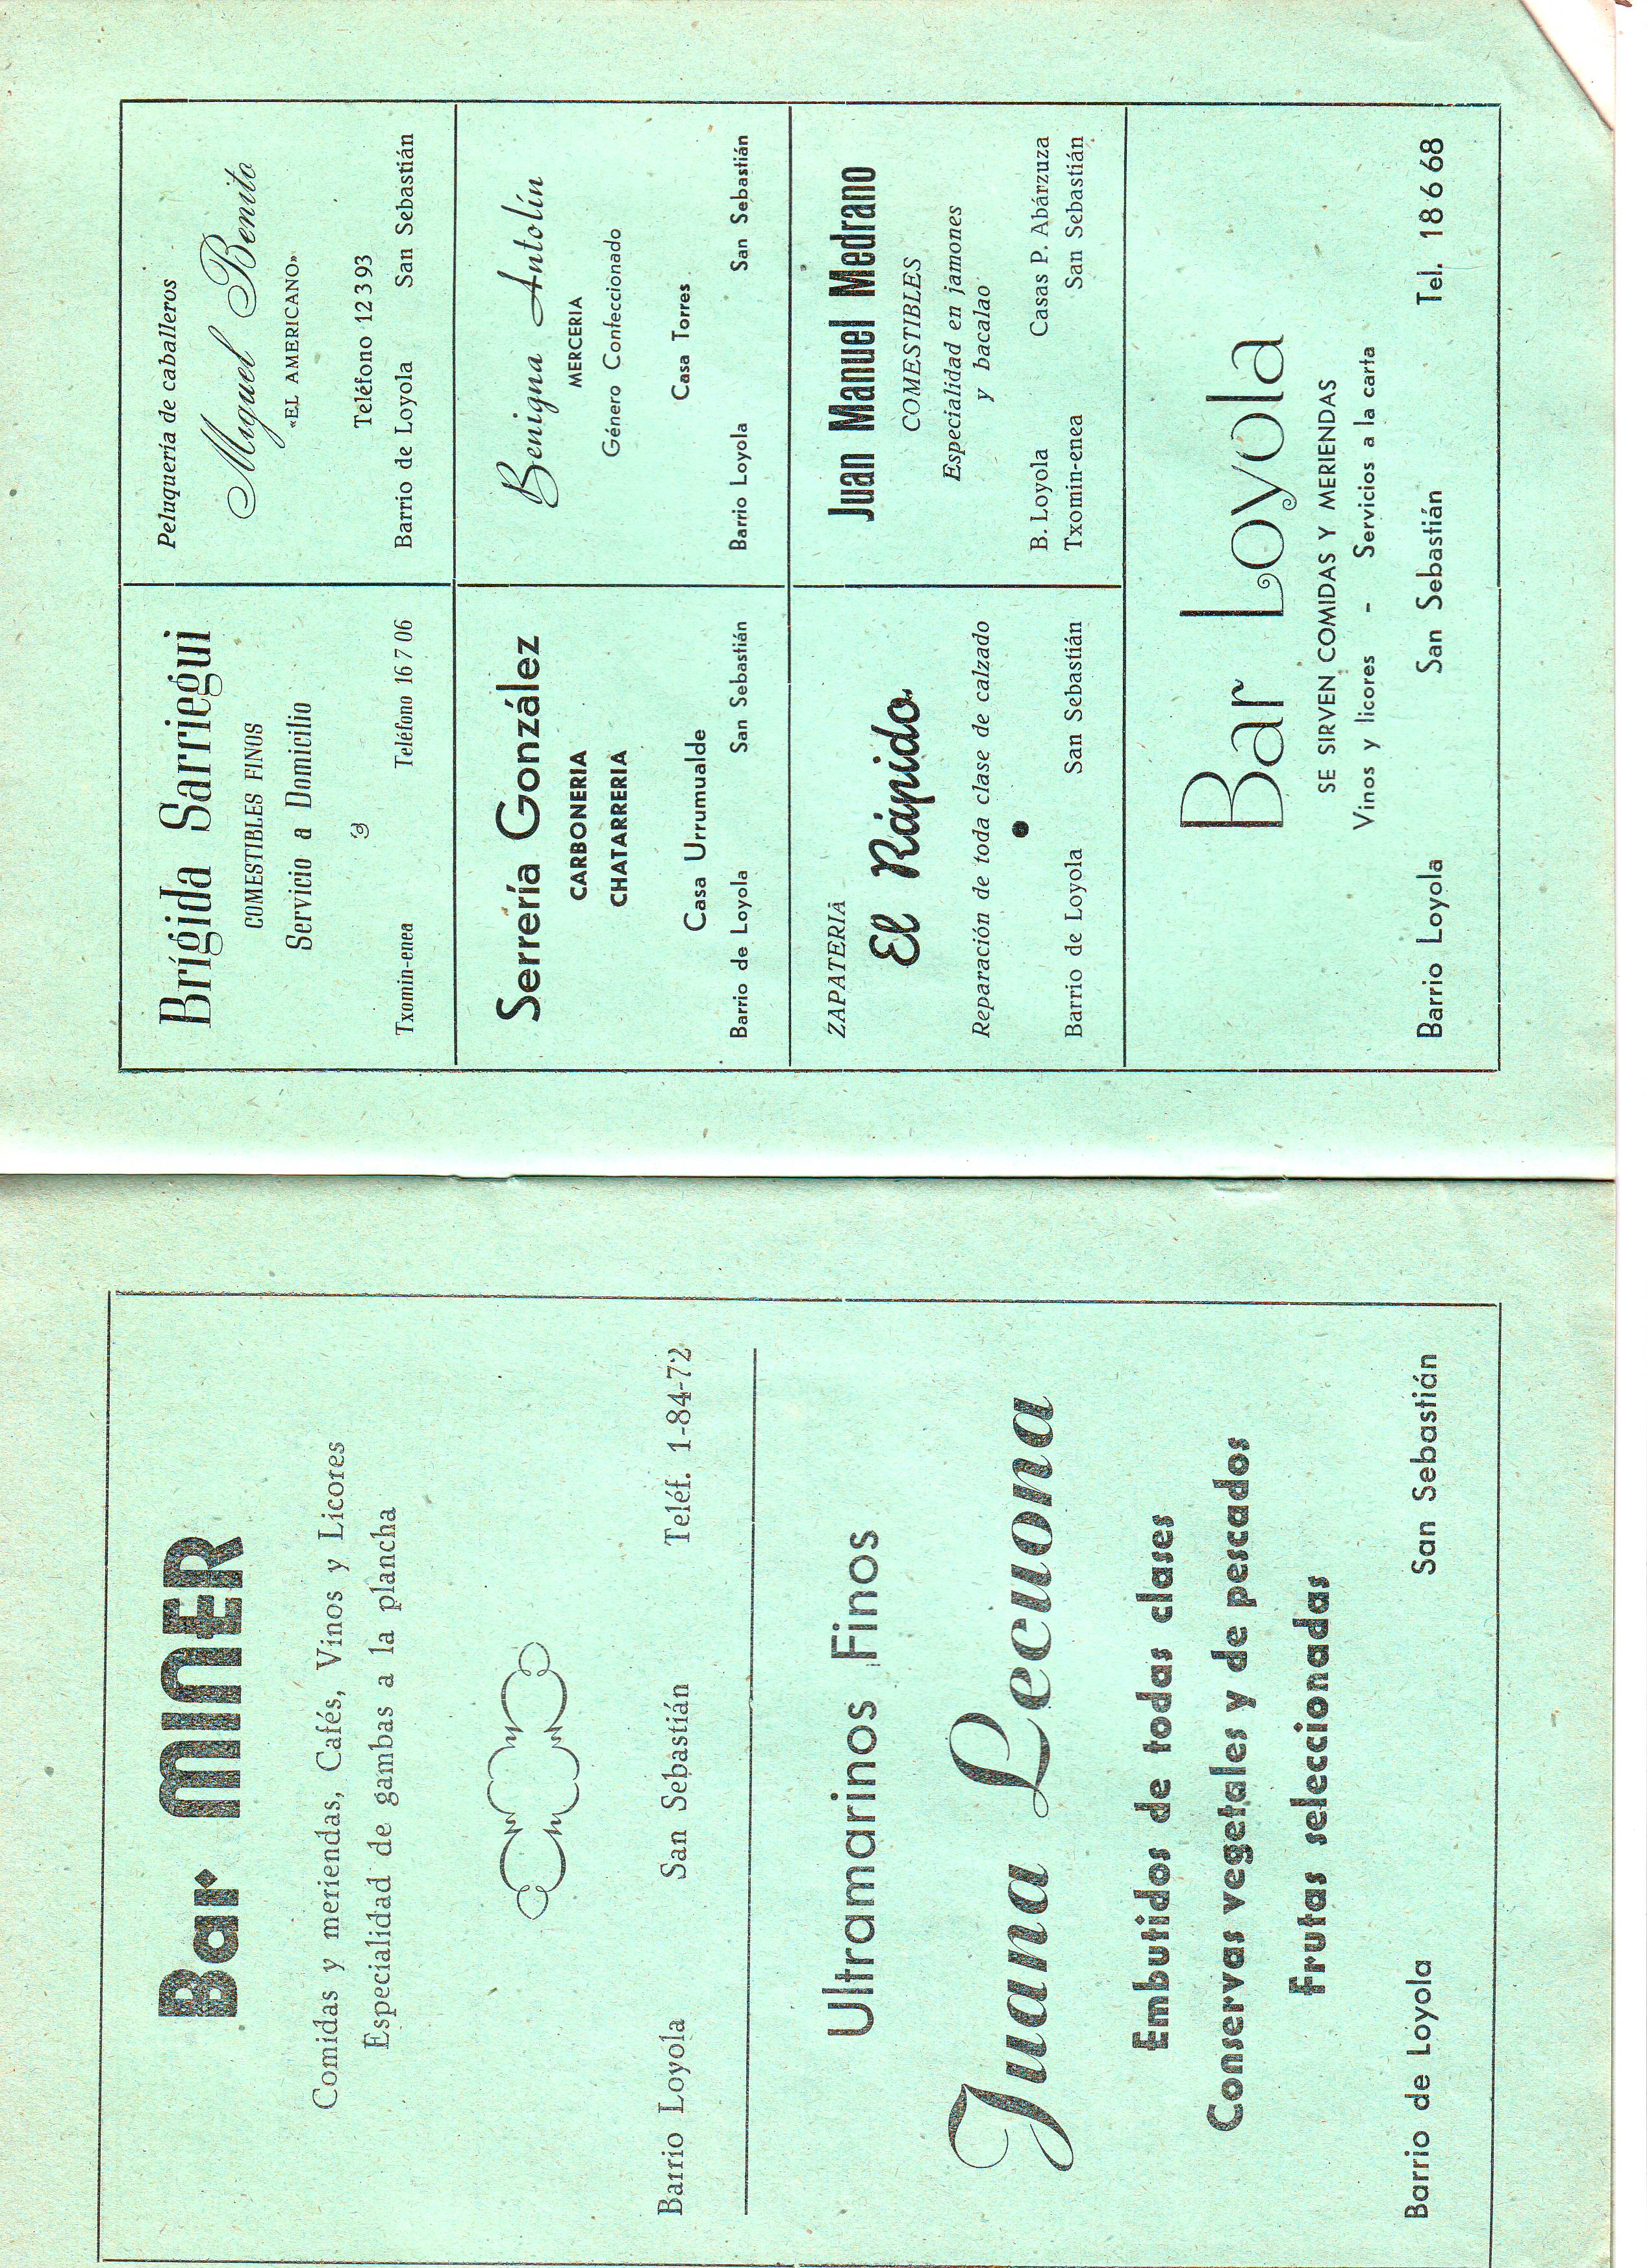 Bar MINER
Comidas y meriendas, Cafés, Vinos y Licores
Especialidad de gambas a la plancha
Barrio Loyola San Sebastián Teléf. 1-84-72
Ultramarinos Finos
Juana Lecuona
Embutidos de todas clases
Conservas vegetales y de pescados
Frutas seleccionadas
Barrio de Loyola San Sebastián
Brígida Sarriegui
COMESTIBLES FINOS
Servicio a Domicilio
Txomin-enea Teléfono 16 7 06
Peluquería de caballeros
Miguel Benito
«EL AMERICANO»
Teléfono 12 3 93
Barrio de Loyola San Sebastián
Serrería González
CARBONERIA
CHATARRERIA
Casa Urrumualde
Barrio de Loyola San Sebastián
Benigna Antolín
MERCERIA
Género Confeccionado
Casa Torres
Barrio Loyola San Sebastián
ZAPATERIA
El Rápido
Reparación de toda clase de calzado
Barrio de Loyola San Sebastián
Juan Manuel Medrano
COMESTIBLES
Especialidad en jamones
y bacalao
B. Loyola Casas P. Abárzuza
Txomin-enea San Sebastián
Bar Loyola
SE SIRVEN COMIDAS Y MERIENDAS
Vinos y licores - Servicios a la carta
Barrio Loyola San Sebastián Tel. 18 6 68